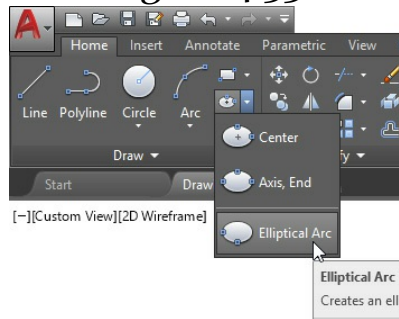 A
Home Insert Annotate Parametric View
Line Polyline Circle Arc
Center
Draw
fy
Start Draw Axis, End
[−][Custom View][2D Wireframe]
Elliptical Arc
Elliptical Arc
Creates an ell